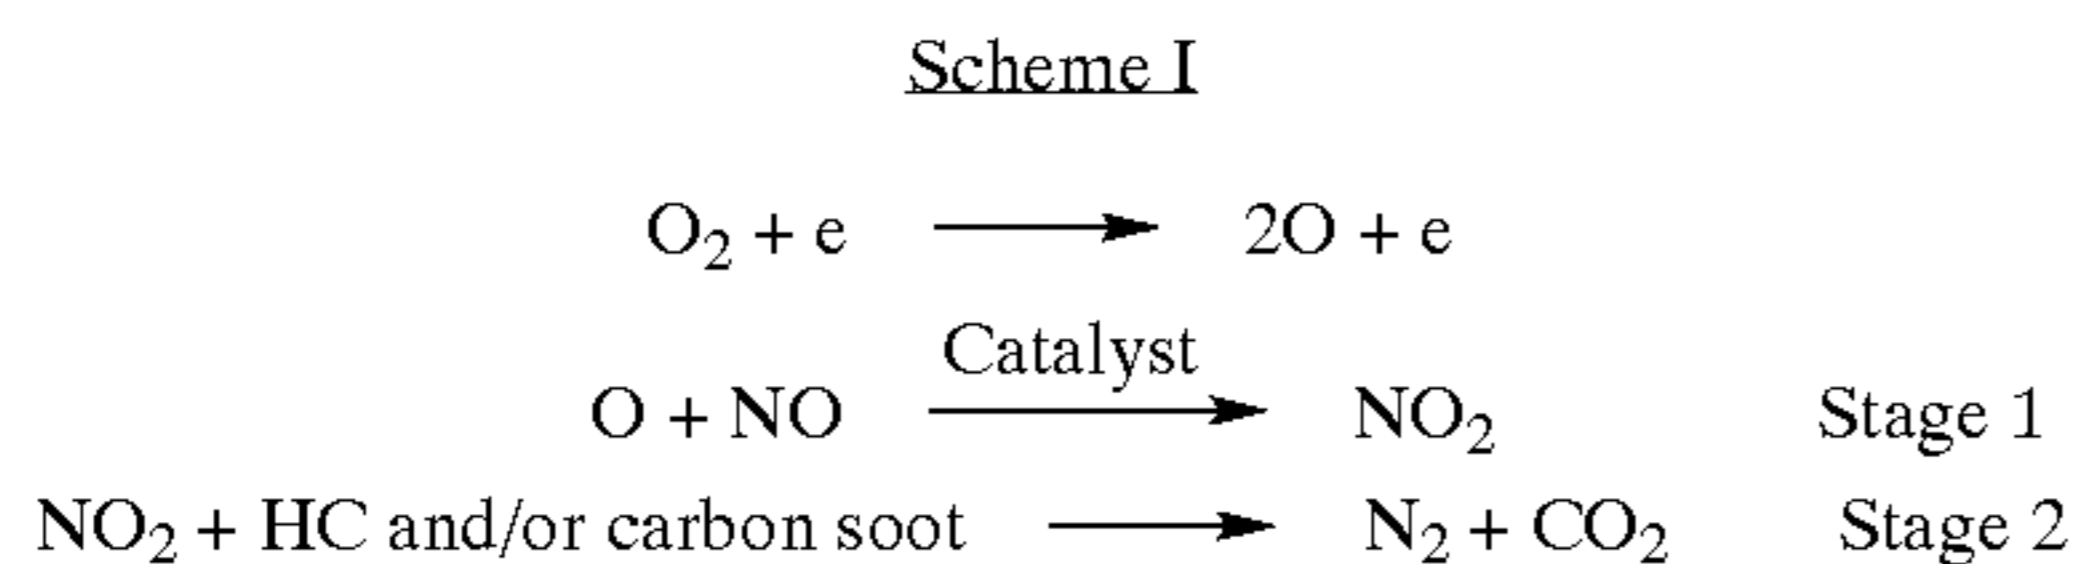 Scheme I
O₂ + e ⟶ 2O + e
Catalyst
O + NO ⟶ NO₂ Stage 1
NO₂ + HC and/or carbon soot ⟶ N₂ + CO₂ Stage 2